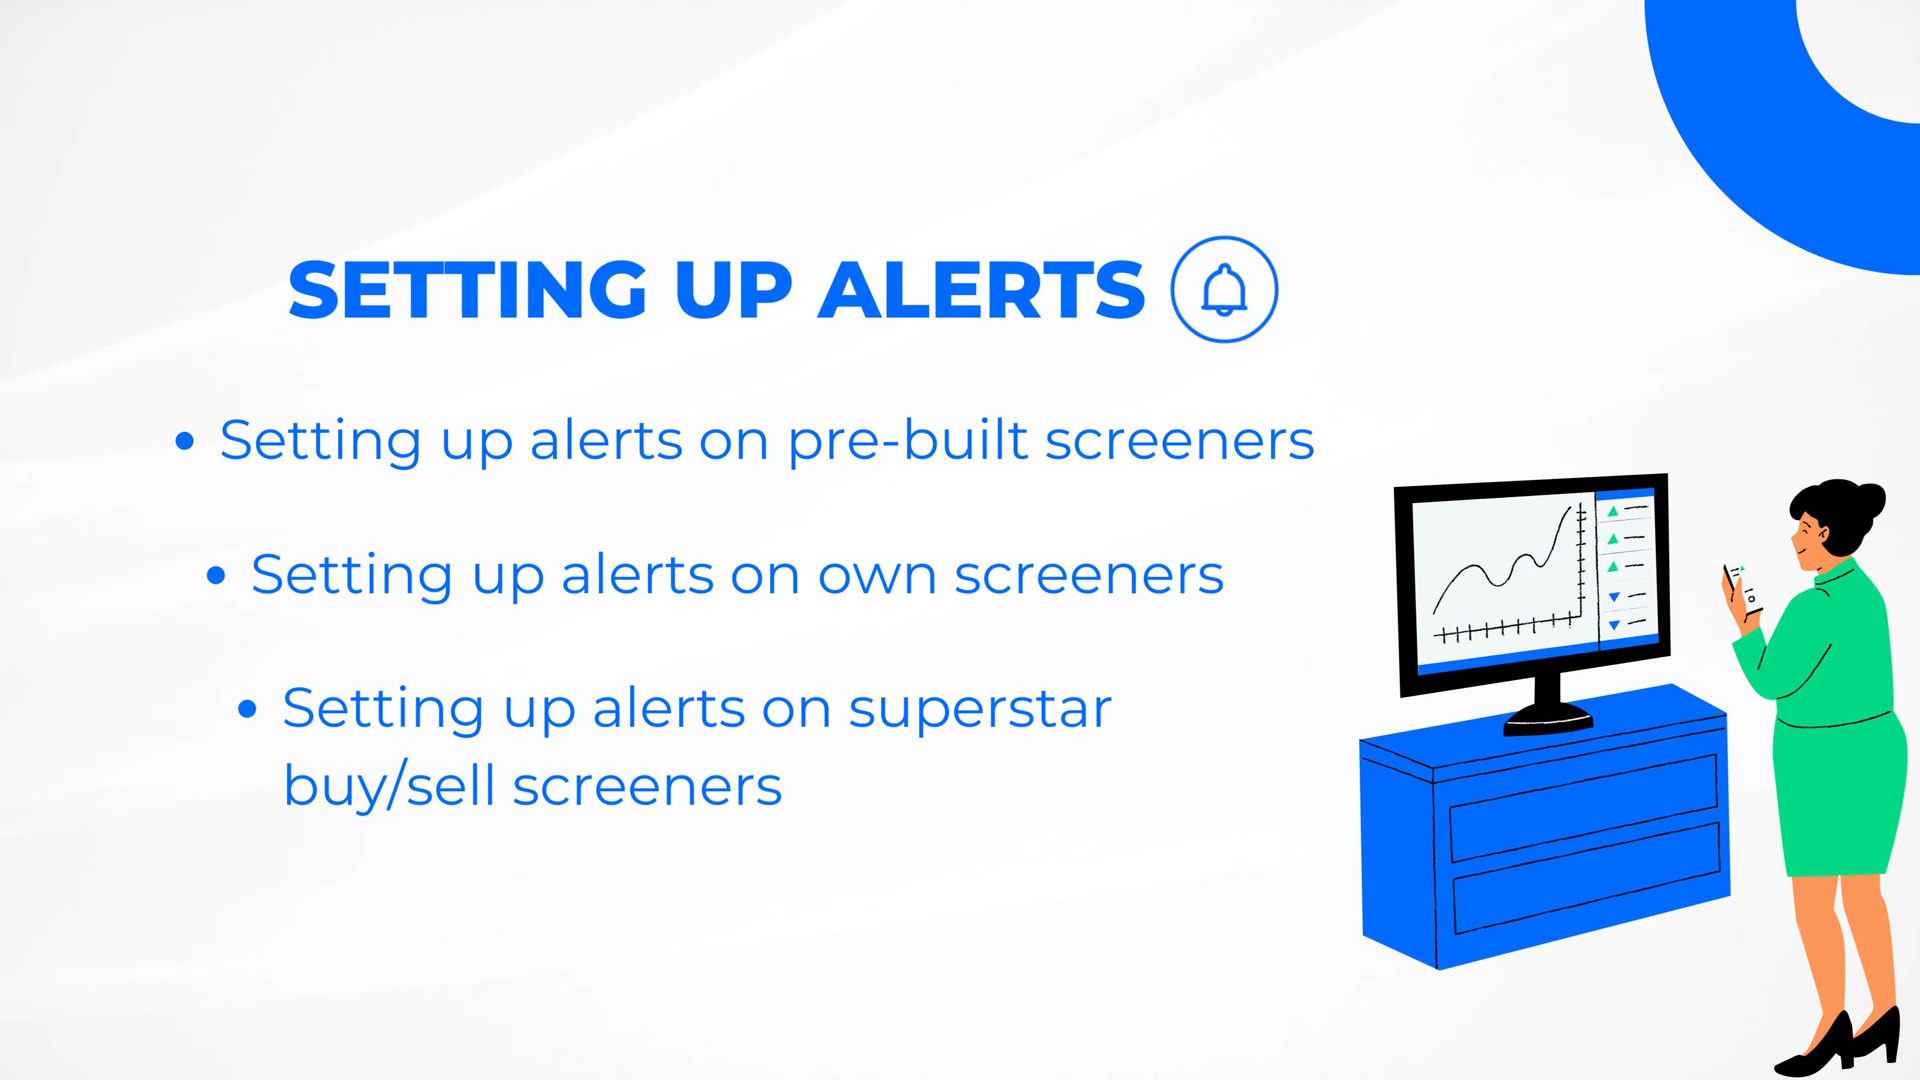 SETTING UP ALERTS
• Setting up alerts on pre-built screeners
• Setting up alerts on own screeners
• Setting up alerts on superstar
buy/sell screeners